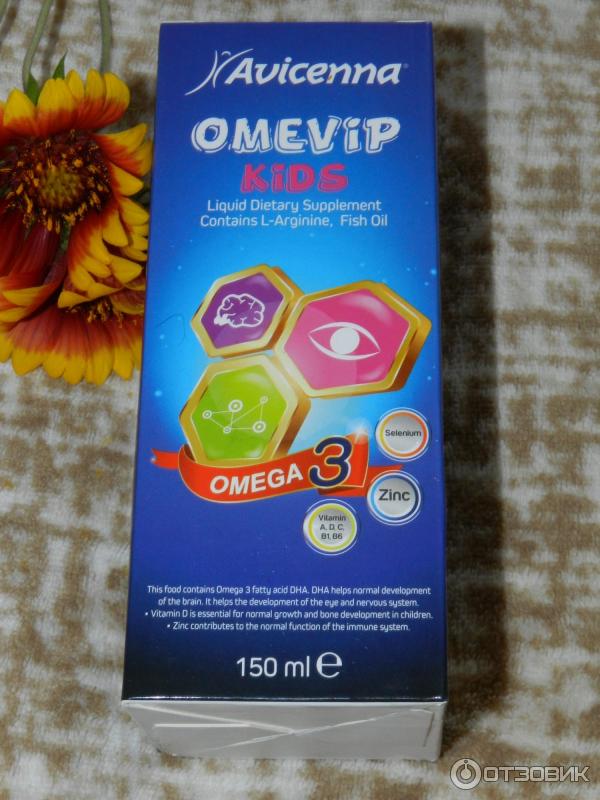 Avicenna®
OMEViP
KiDS
Liquid Dietary Supplement
Contains L-Arginine, Fish Oil
Selenium
OMEGA 3
Zinc
Vitamin
A, D, C,
B1, B6
This food contains Omega 3 fatty acid DHA. DHA helps normal development
of the brain. It helps the development of the eye and nervous system.
• Vitamin D is essential for normal growth and bone development in children.
• Zinc contributes to the normal function of the immune system.
150 ml ℮
ОТЗОВИК